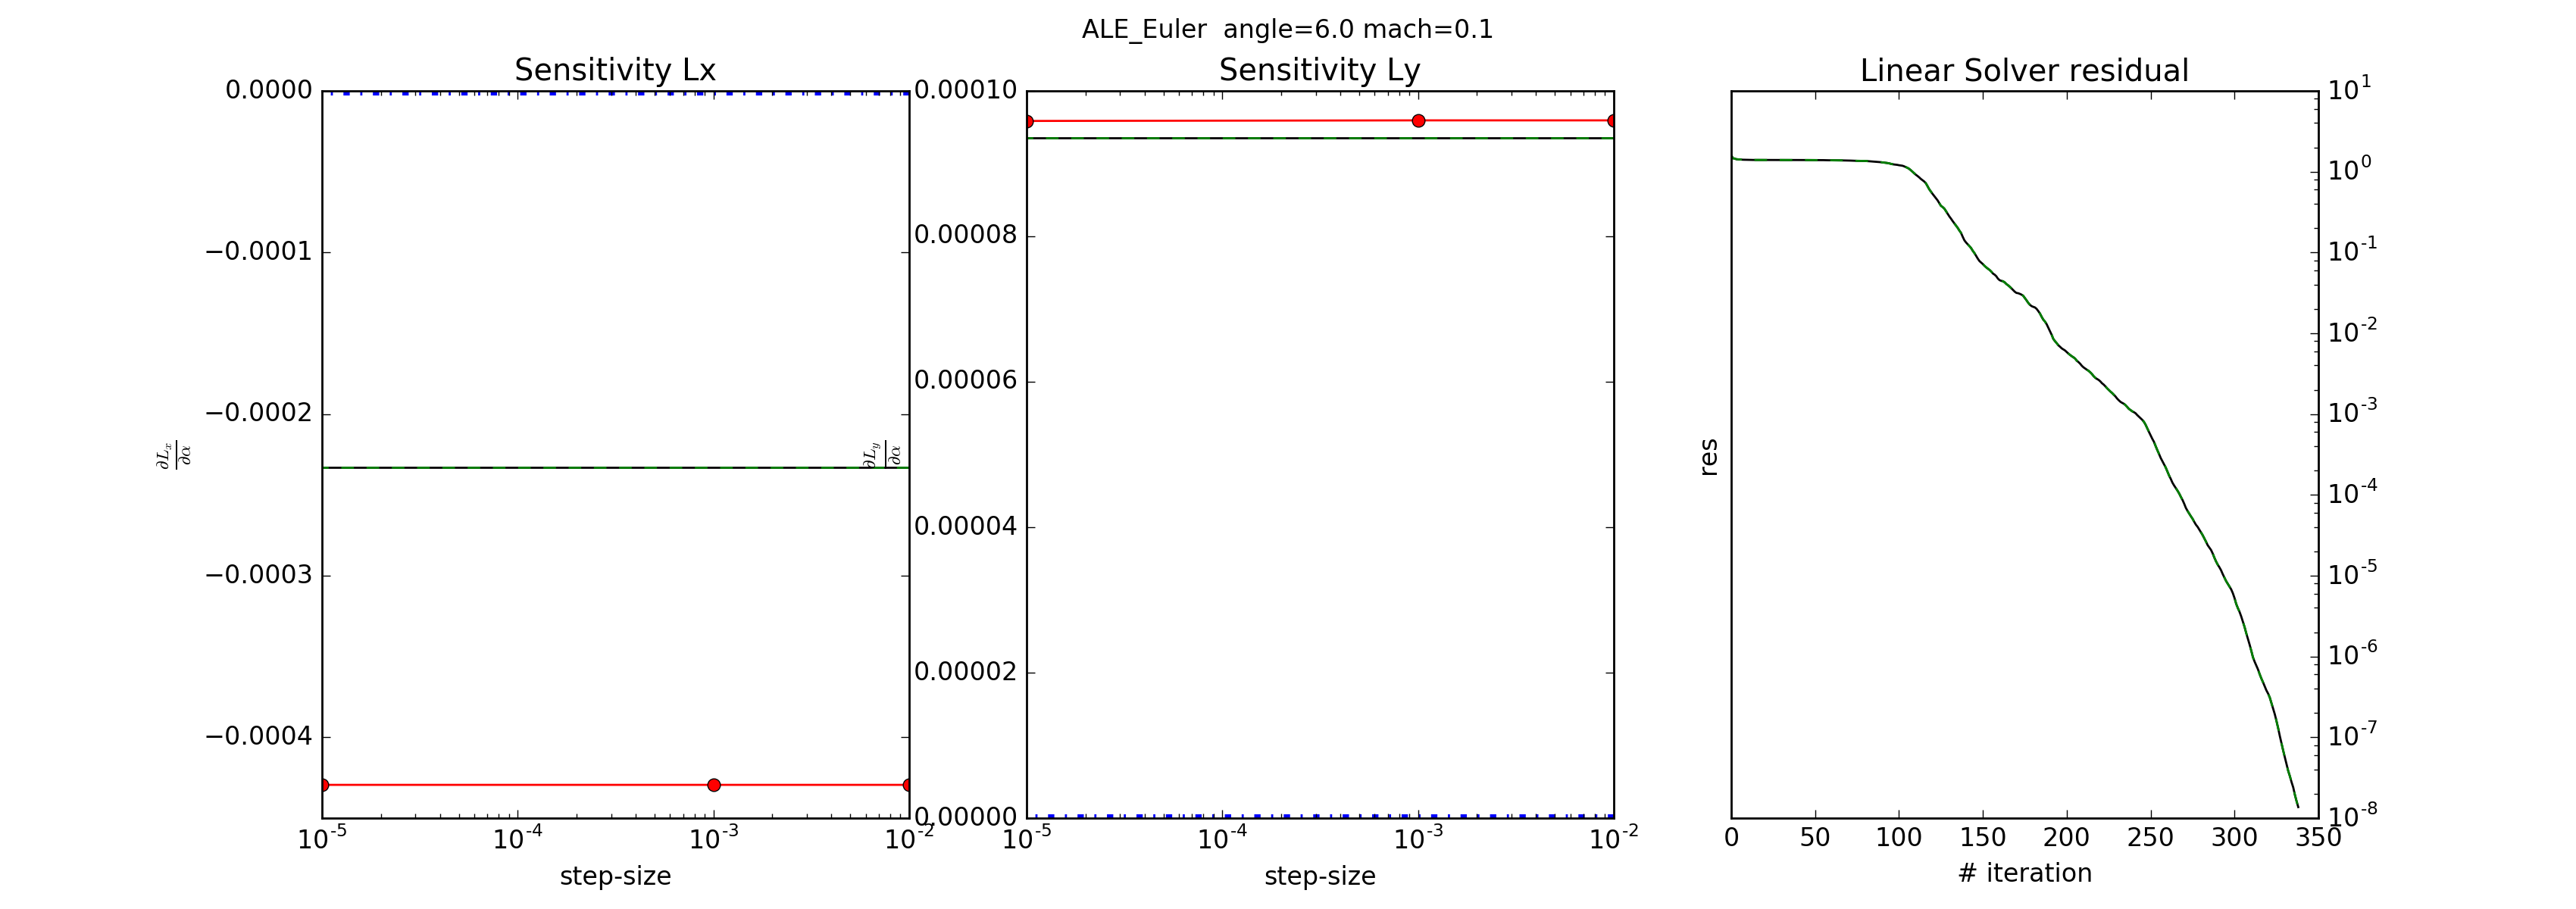 ALE_Euler angle=6.0 mach=0.1
Sensitivity Lx
0.0000
−0.0001
−0.0002
−0.0003
−0.0004
∂Lx/∂α
10^-5 10^-4 10^-3 10^-2
step-size
Sensitivity Ly
0.00010
0.00008
0.00006
0.00004
0.00002
0.00000
∂Ly/∂α
10^-5 10^-4 10^-3 10^-2
step-size
Linear Solver residual
10^1
10^0
10^-1
10^-2
10^-3
10^-4
10^-5
10^-6
10^-7
10^-8
res
0 50 100 150 200 250 300 350
# iteration